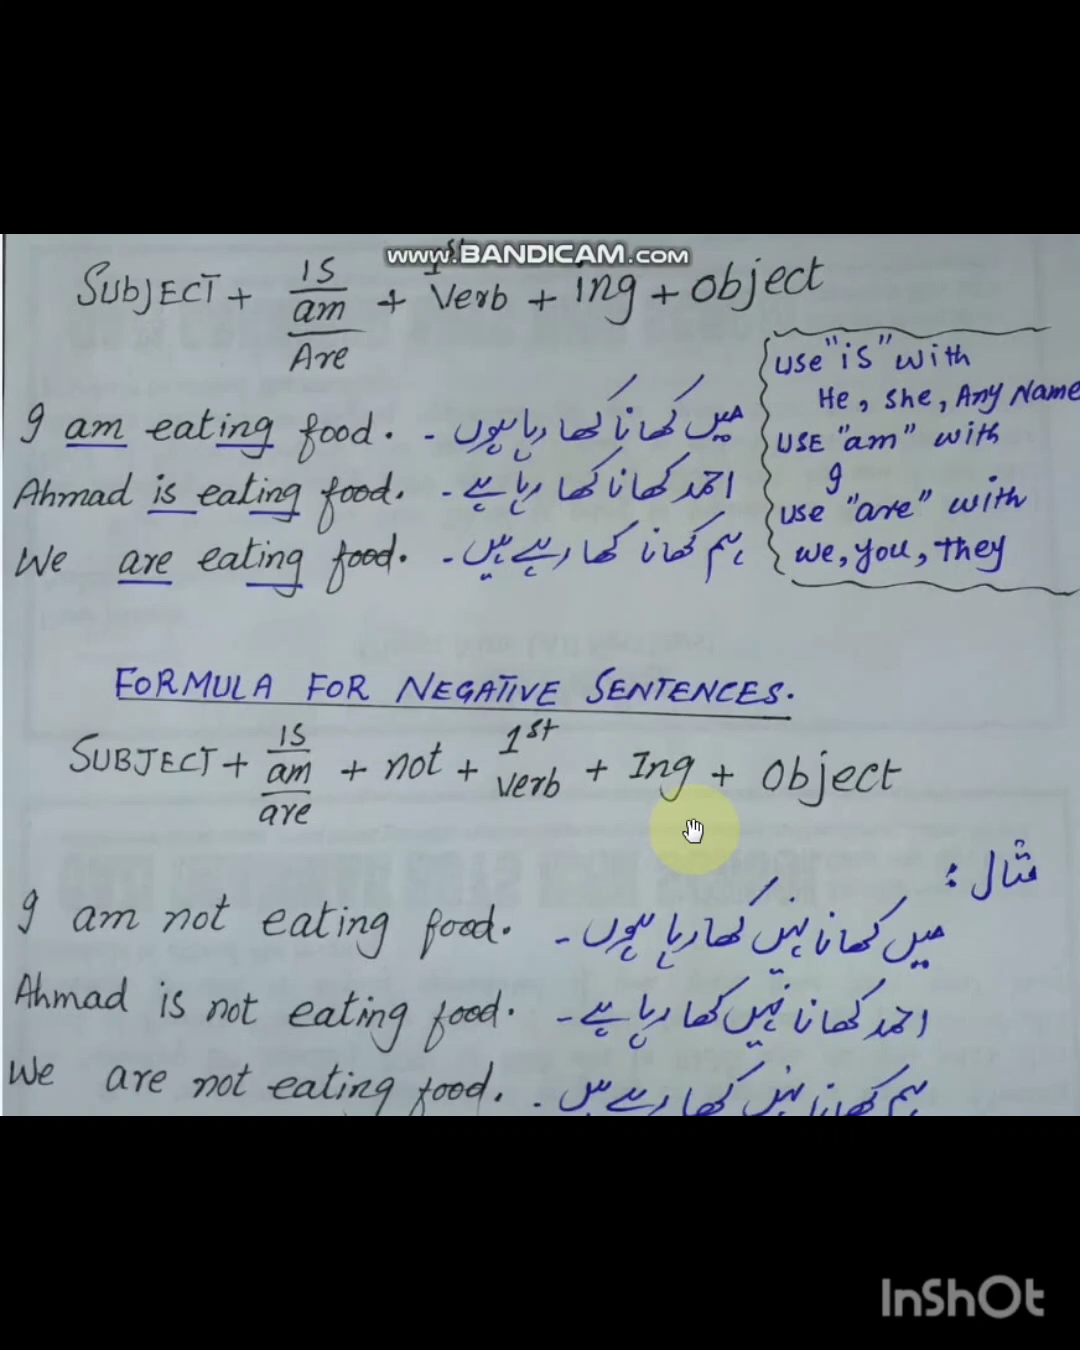 www.BANDICAM.com
1st
SUBJECT + is + Verb + ing + object
am
Are
use "is" with
He, she, Any Name
I am eating food. میں کھانا کھا رہا ہوں ۔
use "am" with
I
Ahmad is eating food. احمد کھانا کھا رہا ہے ۔
use "are" with
We are eating food. ہم کھانا کھا رہے ہیں ۔
we, you, they
FORMULA FOR NEGATIVE SENTENCES.
SUBJECT + is + not + 1st + Ing + Object
am verb
are
مثال :
I am not eating food. میں کھانا نہیں کھا رہا ہوں ۔
Ahmad is not eating food. احمد کھانا نہیں کھا رہا ہے ۔
We are not eating food. ہم کھانا نہیں کھا رہے ہیں ۔
InShOt